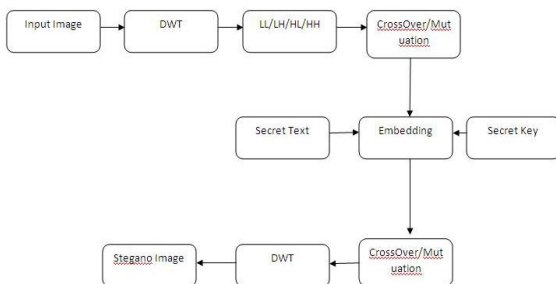 Input Image
DWT
LL/LH/HL/HH
CrossOver/Mut
uation
Secret Text
Embedding
Secret Key
Stegano Image
DWT
CrossOver/Mut
uation